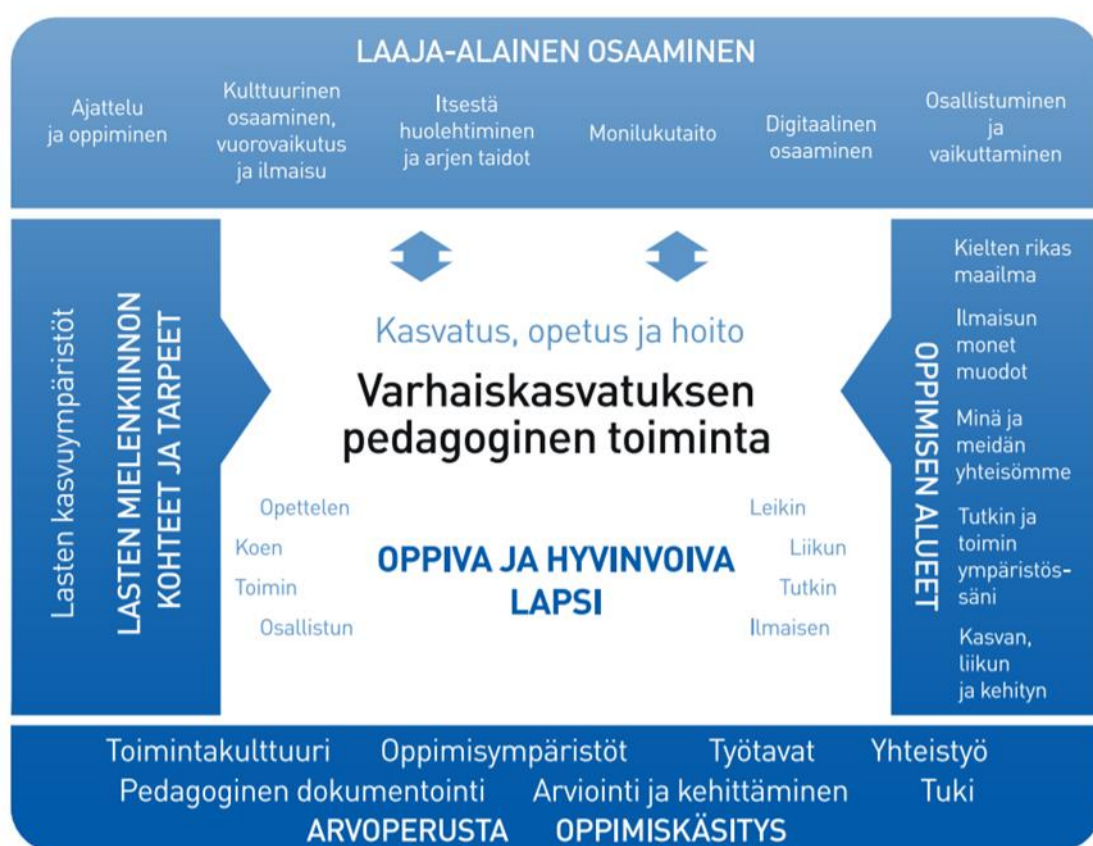 LAAJA-ALAINEN OSAAMINEN
Ajattelu
ja oppiminen
Kulttuurinen
osaaminen,
vuorovaikutus
ja ilmaisu
Itsestä
huolehtiminen
ja arjen taidot
Monilukutaito
Digitaalinen
osaaminen
Osallistuminen
ja
vaikuttaminen
Lasten kasvuympäristöt
LASTEN MIELENKIINNON
KOHTEET JA TARPEET
Kasvatus, opetus ja hoito
Varhaiskasvatuksen
pedagoginen toiminta
Opettelen
Koen
Toimin
Osallistun
OPPIVA JA HYVINVOIVA
LAPSI
Leikin
Liikun
Tutkin
Ilmaisen
OPPIMISEN ALUEET
Kielten rikas
maailma
Ilmaisun
monet
muodot
Minä ja
meidän
yhteisömme
Tutkin ja
toimin
ympäristös-
säni
Kasvan,
liikun
ja kehityn
Toimintakulttuuri Oppimisympäristöt Työtavat Yhteistyö
Pedagoginen dokumentointi Arviointi ja kehittäminen Tuki
ARVOPERUSTA OPPIMISKÄSITYS